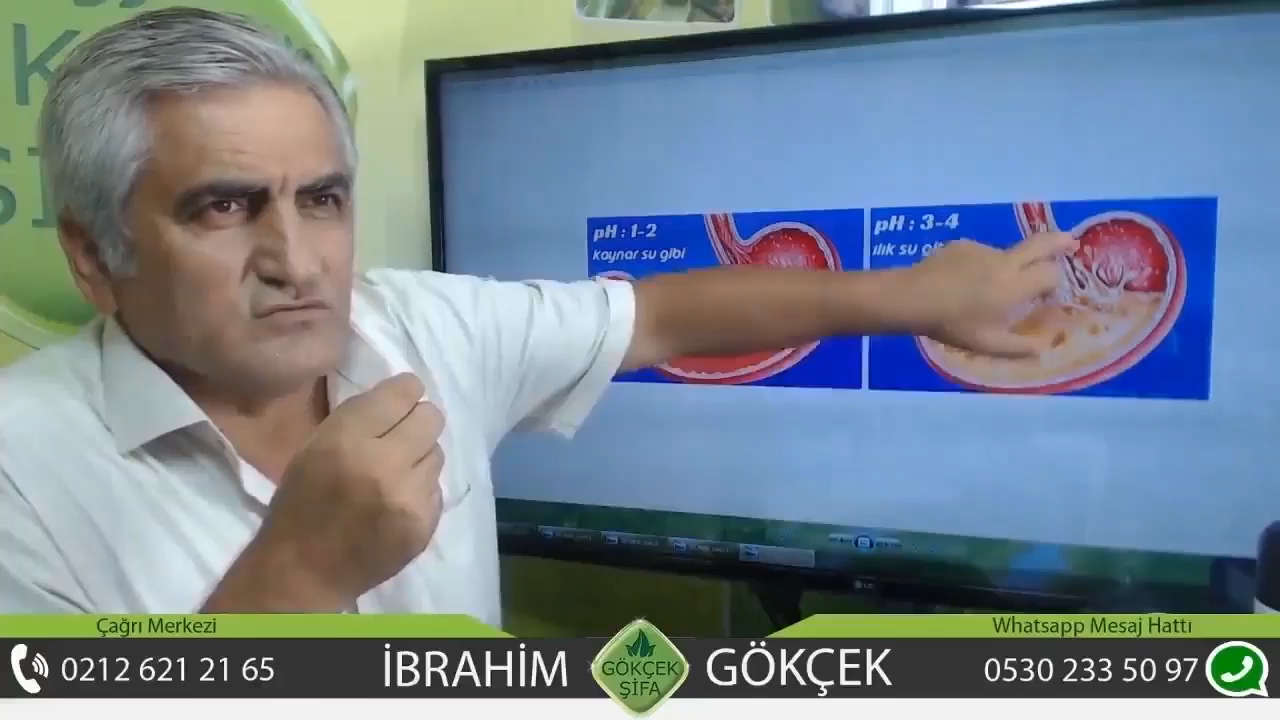 pH : 1-2
kaynar su gibi
pH : 3-4
ılık su
Çağrı Merkezi
0212 621 21 65
İBRAHİM
GÖKÇEK
ŞİFA
GÖKÇEK
Whatsapp Mesaj Hattı
0530 233 50 97